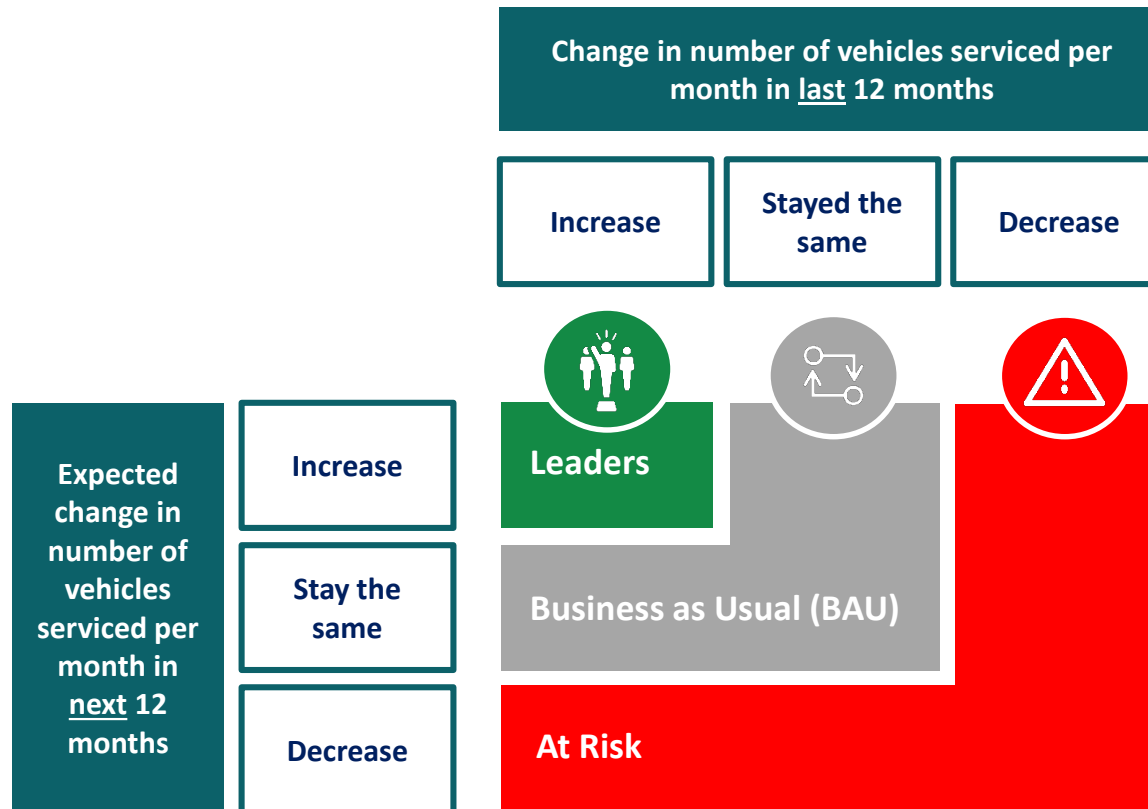 Change in number of vehicles serviced per
month in last 12 months
Increase
Stayed the
same
Decrease
Expected
change in
number of
vehicles
serviced per
month in
next 12
months
Increase
Leaders
Stay the
same
Business as Usual (BAU)
Decrease
At Risk